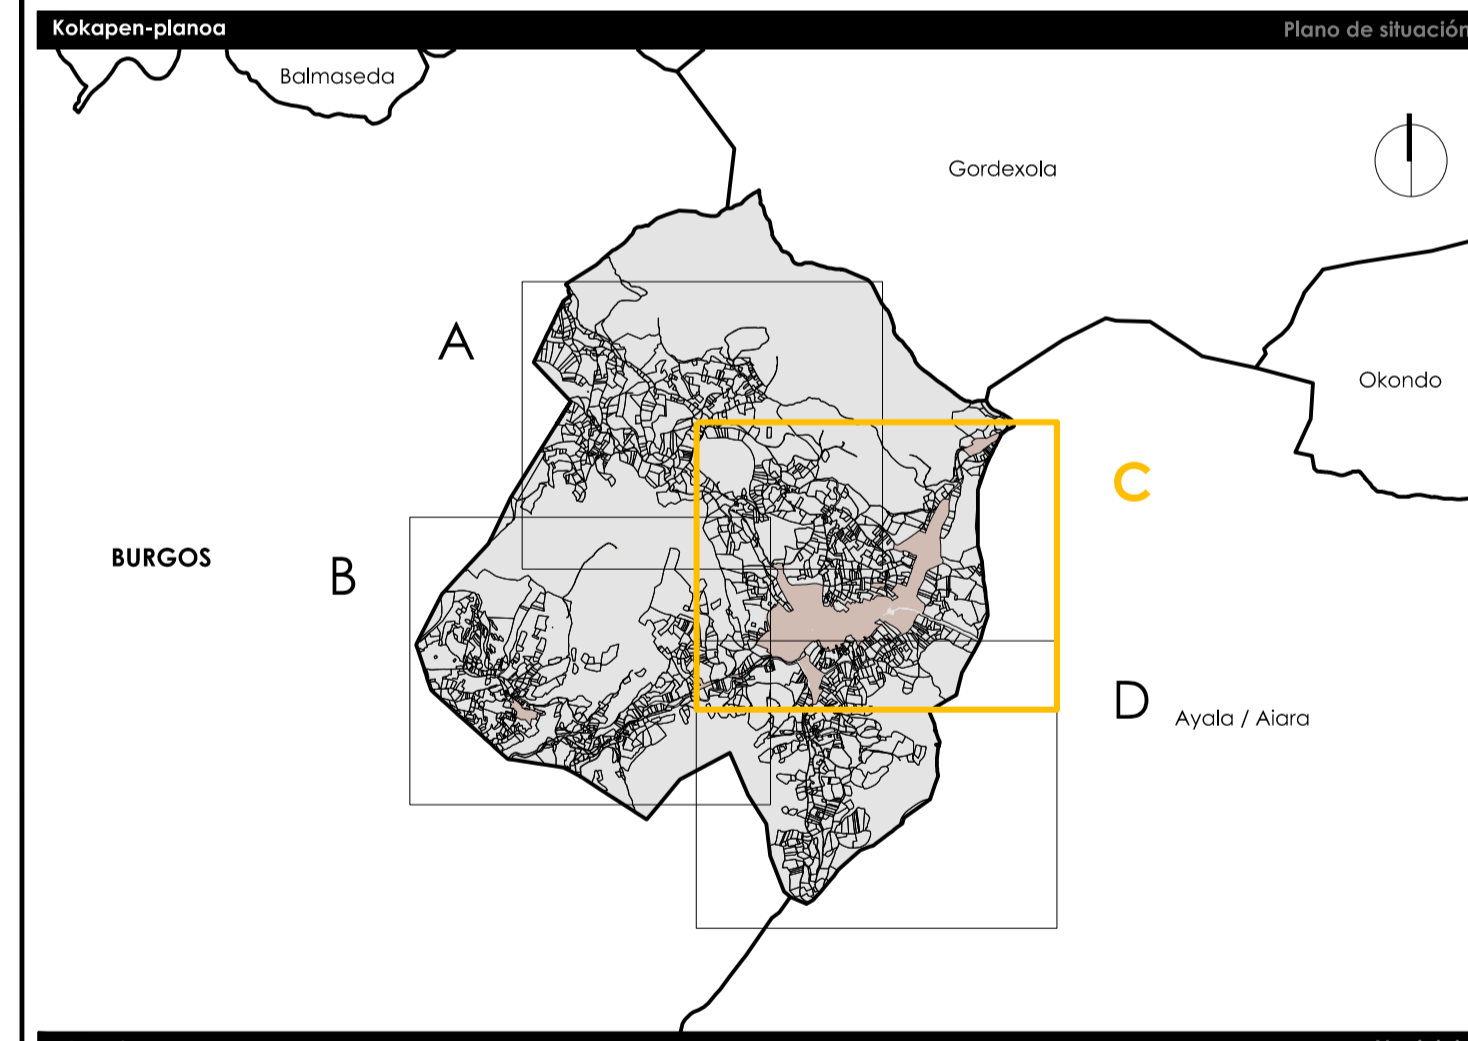 Kokapen-planoa
Plano de situación
Balmaseda
Gordexola
A
Okondo
C
BURGOS
B
D
Ayala / Aiara